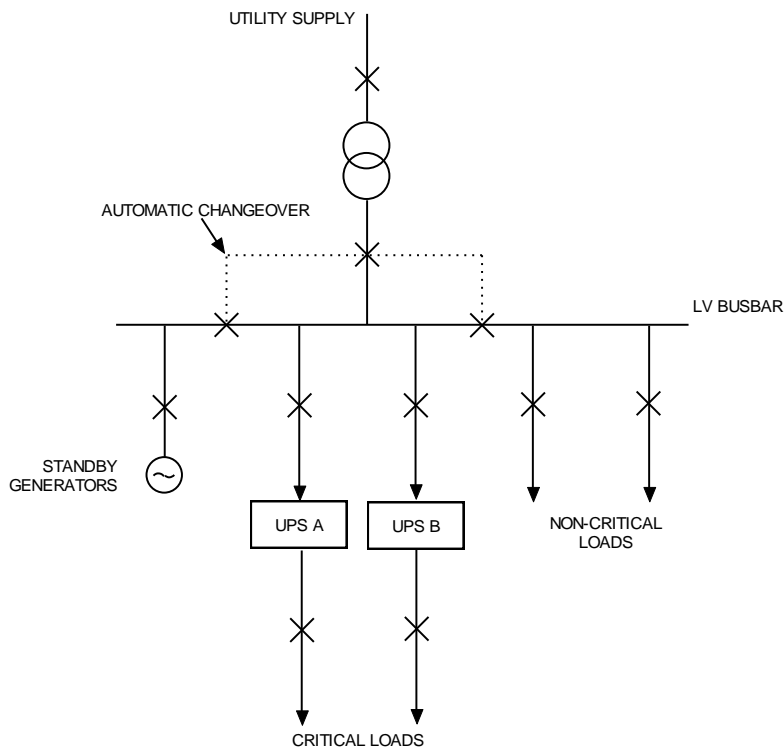 UTILITY SUPPLY
AUTOMATIC CHANGEOVER
LV BUSBAR
STANDBY
GENERATORS
UPS A
UPS B
NON-CRITICAL
LOADS
CRITICAL LOADS